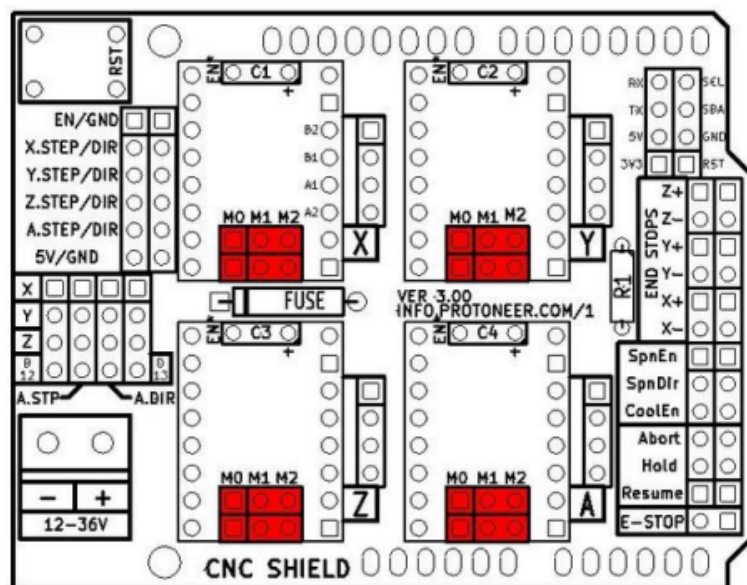 RST
EN/GND
X.STEP/DIR
Y.STEP/DIR
Z.STEP/DIR
A.STEP/DIR
5V/GND
X
Y
Z
D
12
D
13
A.STP
A.DIR
-
+
12-36V
EN*
C1
+
B2
B1
A1
A2
M0 M1 M2
X
EN*
C2
+
M0 M1 M2
Y
FUSE
VER 3.00
INFO.PROTONEER.COM/1
R1
EN*
C3
+
M0 M1 M2
Z
EN*
C4
+
M0 M1 M2
A
CNC SHIELD
RX
SCL
TX
SDA
5V
GND
3V3
RST
END STOPS
Z+
Z-
Y+
Y-
X+
X-
SpnEn
SpnDir
CoolEn
Abort
Hold
Resume
E-STOP